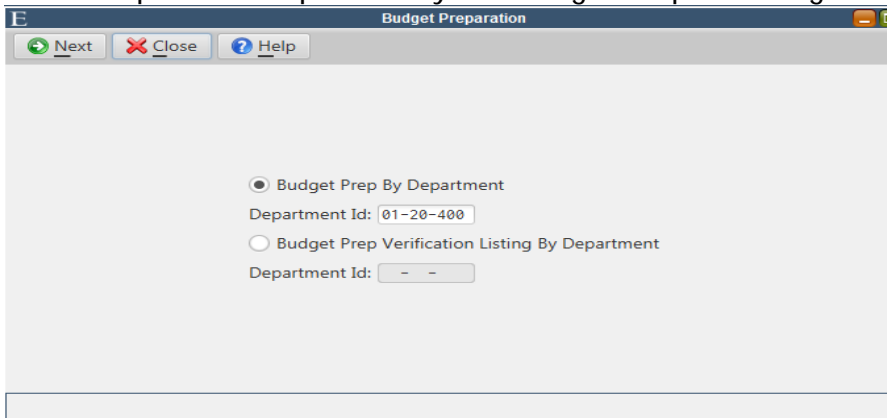 E Budget Preparation
Next Close Help
Budget Prep By Department
Department Id: 01-20-400
Budget Prep Verification Listing By Department
Department Id: - -